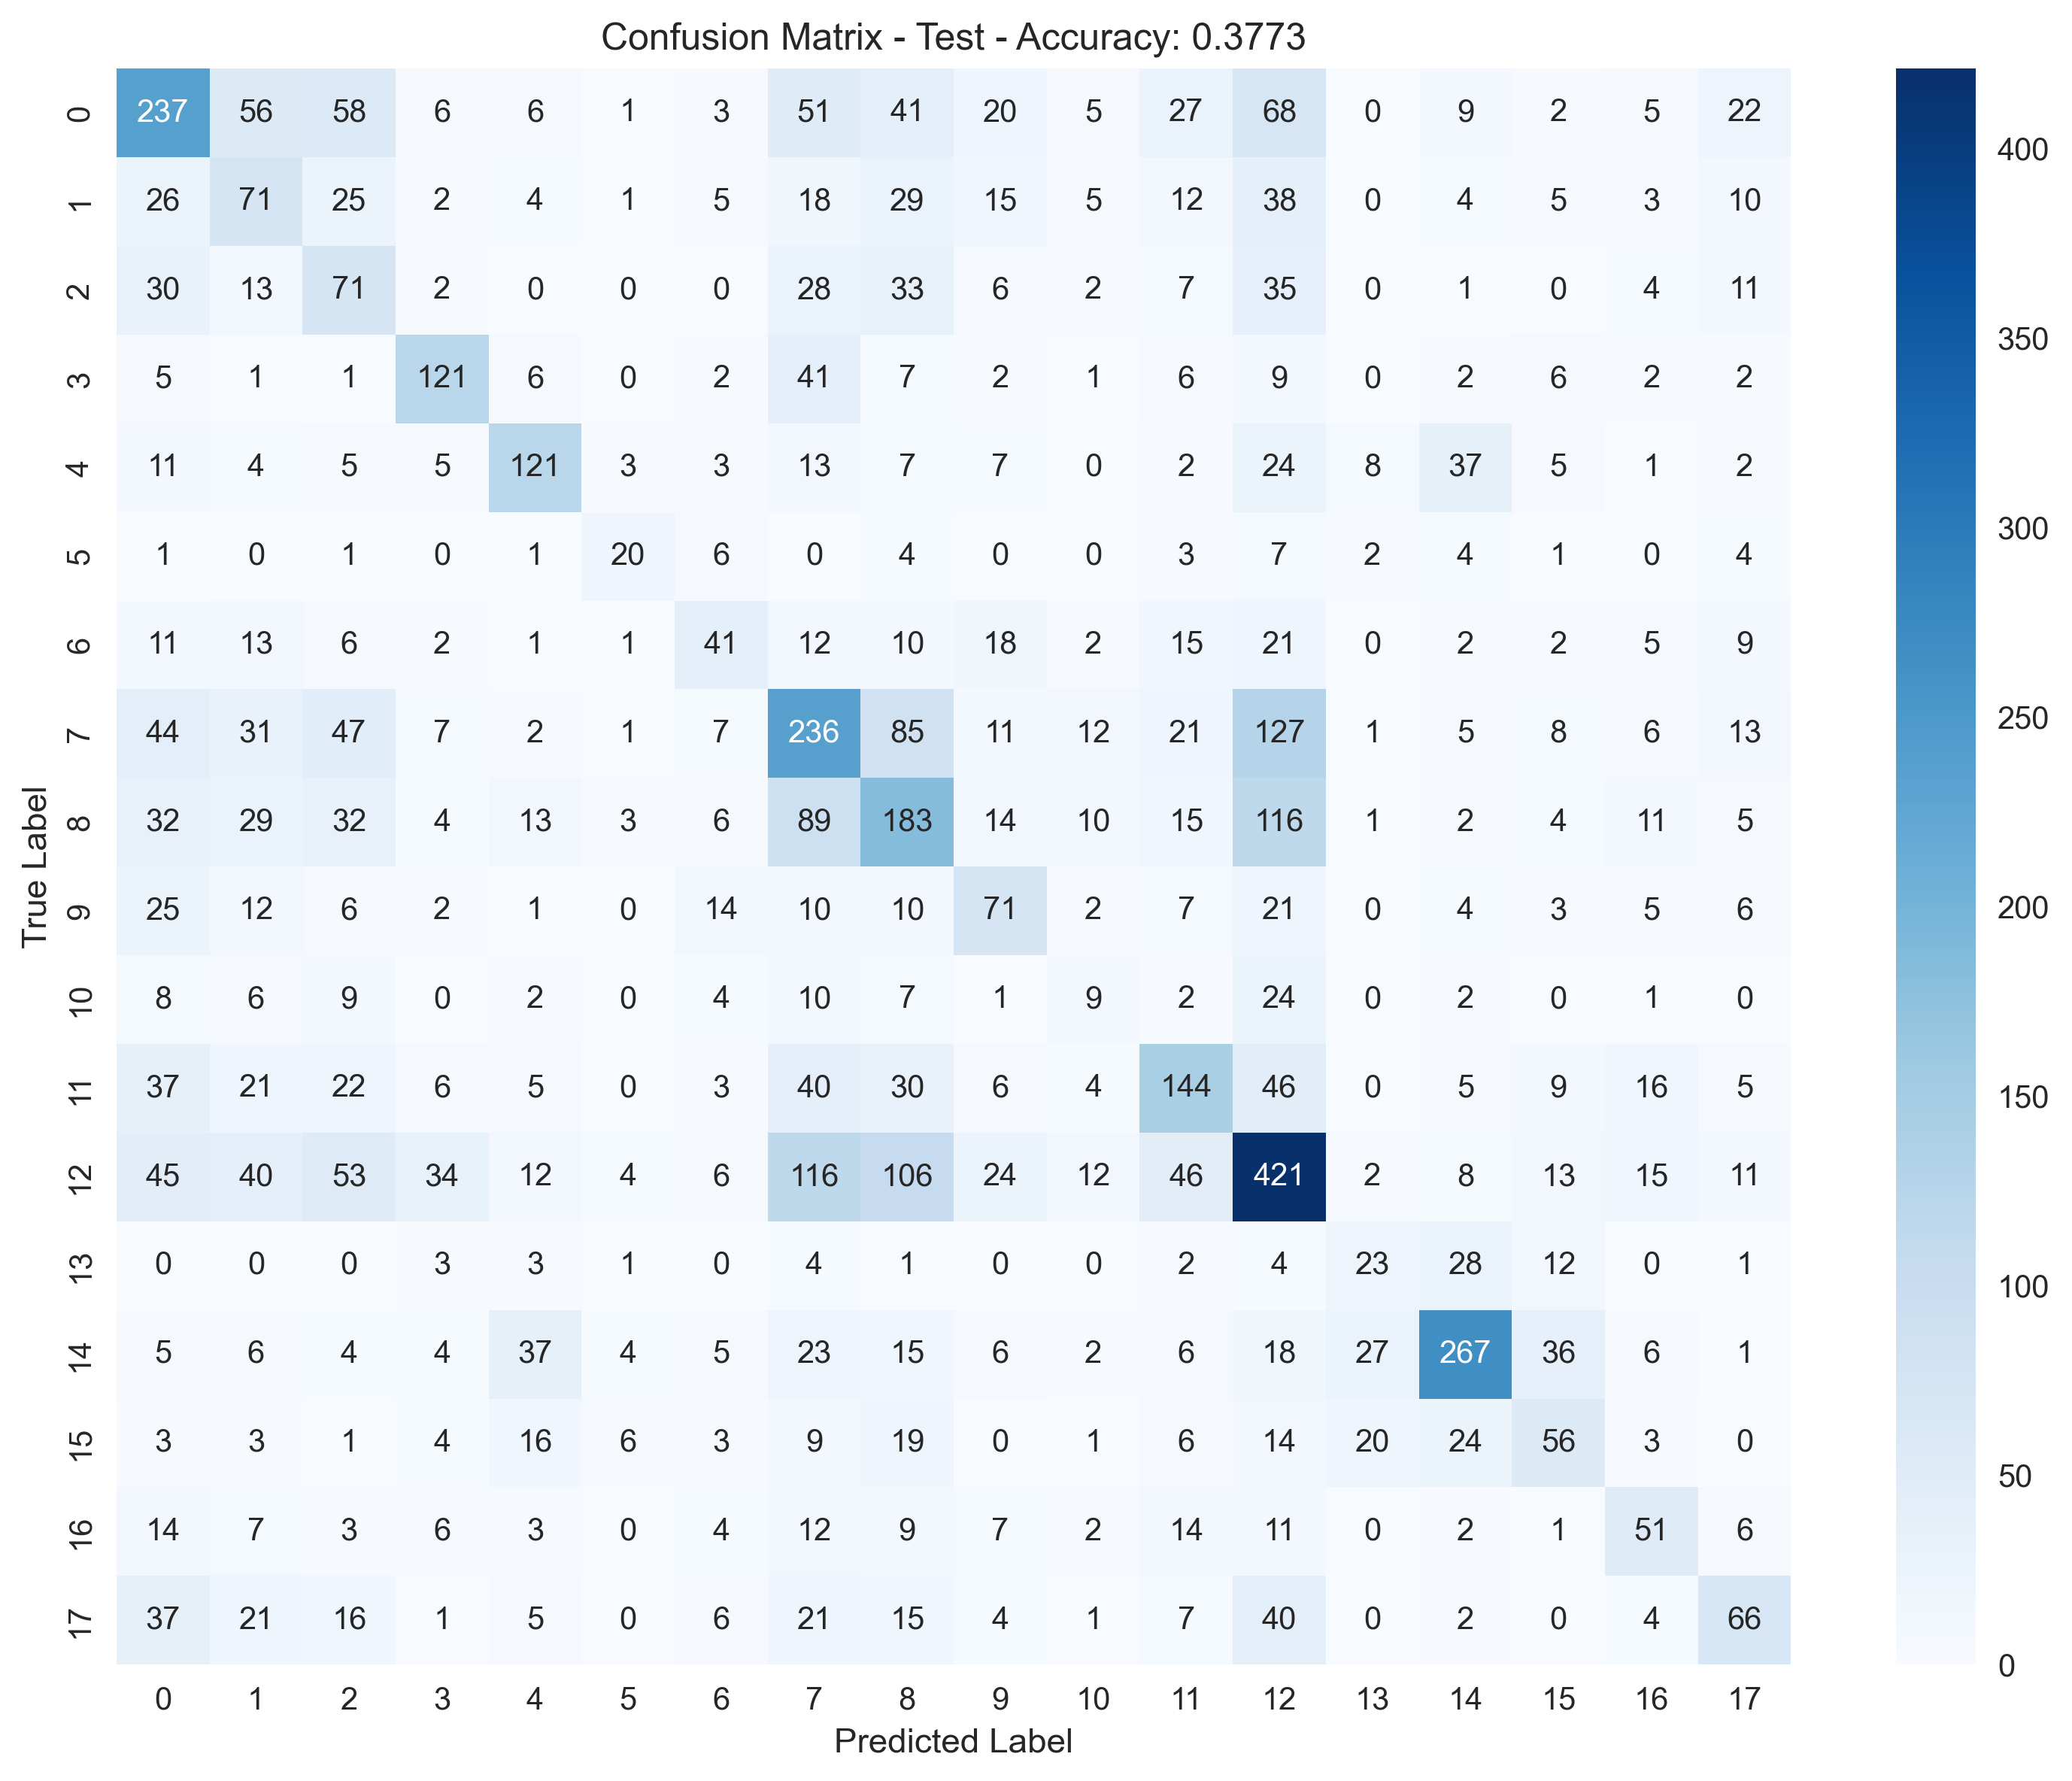 Confusion Matrix - Test - Accuracy: 0.3773
0 237 56 58 6 6 1 3 51 41 20 5 27 68 0 9 2 5 22
1 26 71 25 2 4 1 5 18 29 15 5 12 38 0 4 5 3 10
2 30 13 71 2 0 0 0 28 33 6 2 7 35 0 1 0 4 11
3 5 1 1 121 6 0 2 41 7 2 1 6 9 0 2 6 2 2
4 11 4 5 5 121 3 3 13 7 7 0 2 24 8 37 5 1 2
5 1 0 1 0 1 20 6 0 4 0 0 3 7 2 4 1 0 4
6 11 13 6 2 1 1 41 12 10 18 2 15 21 0 2 2 5 9
7 44 31 47 7 2 1 7 236 85 11 12 21 127 1 5 8 6 13
8 32 29 32 4 13 3 6 89 183 14 10 15 116 1 2 4 11 5
9 25 12 6 2 1 0 14 10 10 71 2 7 21 0 4 3 5 6
10 8 6 9 0 2 0 4 10 7 1 9 2 24 0 2 0 1 0
11 37 21 22 6 5 0 3 40 30 6 4 144 46 0 5 9 16 5
12 45 40 53 34 12 4 6 116 106 24 12 46 421 2 8 13 15 11
13 0 0 0 3 3 1 0 4 1 0 0 2 4 23 28 12 0 1
14 5 6 4 4 37 4 5 23 15 6 2 6 18 27 267 36 6 1
15 3 3 1 4 16 6 3 9 19 0 1 6 14 20 24 56 3 0
16 14 7 3 6 3 0 4 12 9 7 2 14 11 0 2 1 51 6
17 37 21 16 1 5 0 6 21 15 4 1 7 40 0 2 0 4 66
0 1 2 3 4 5 6 7 8 9 10 11 12 13 14 15 16 17
Predicted Label
True Label
400
350
300
250
200
150
100
50
0